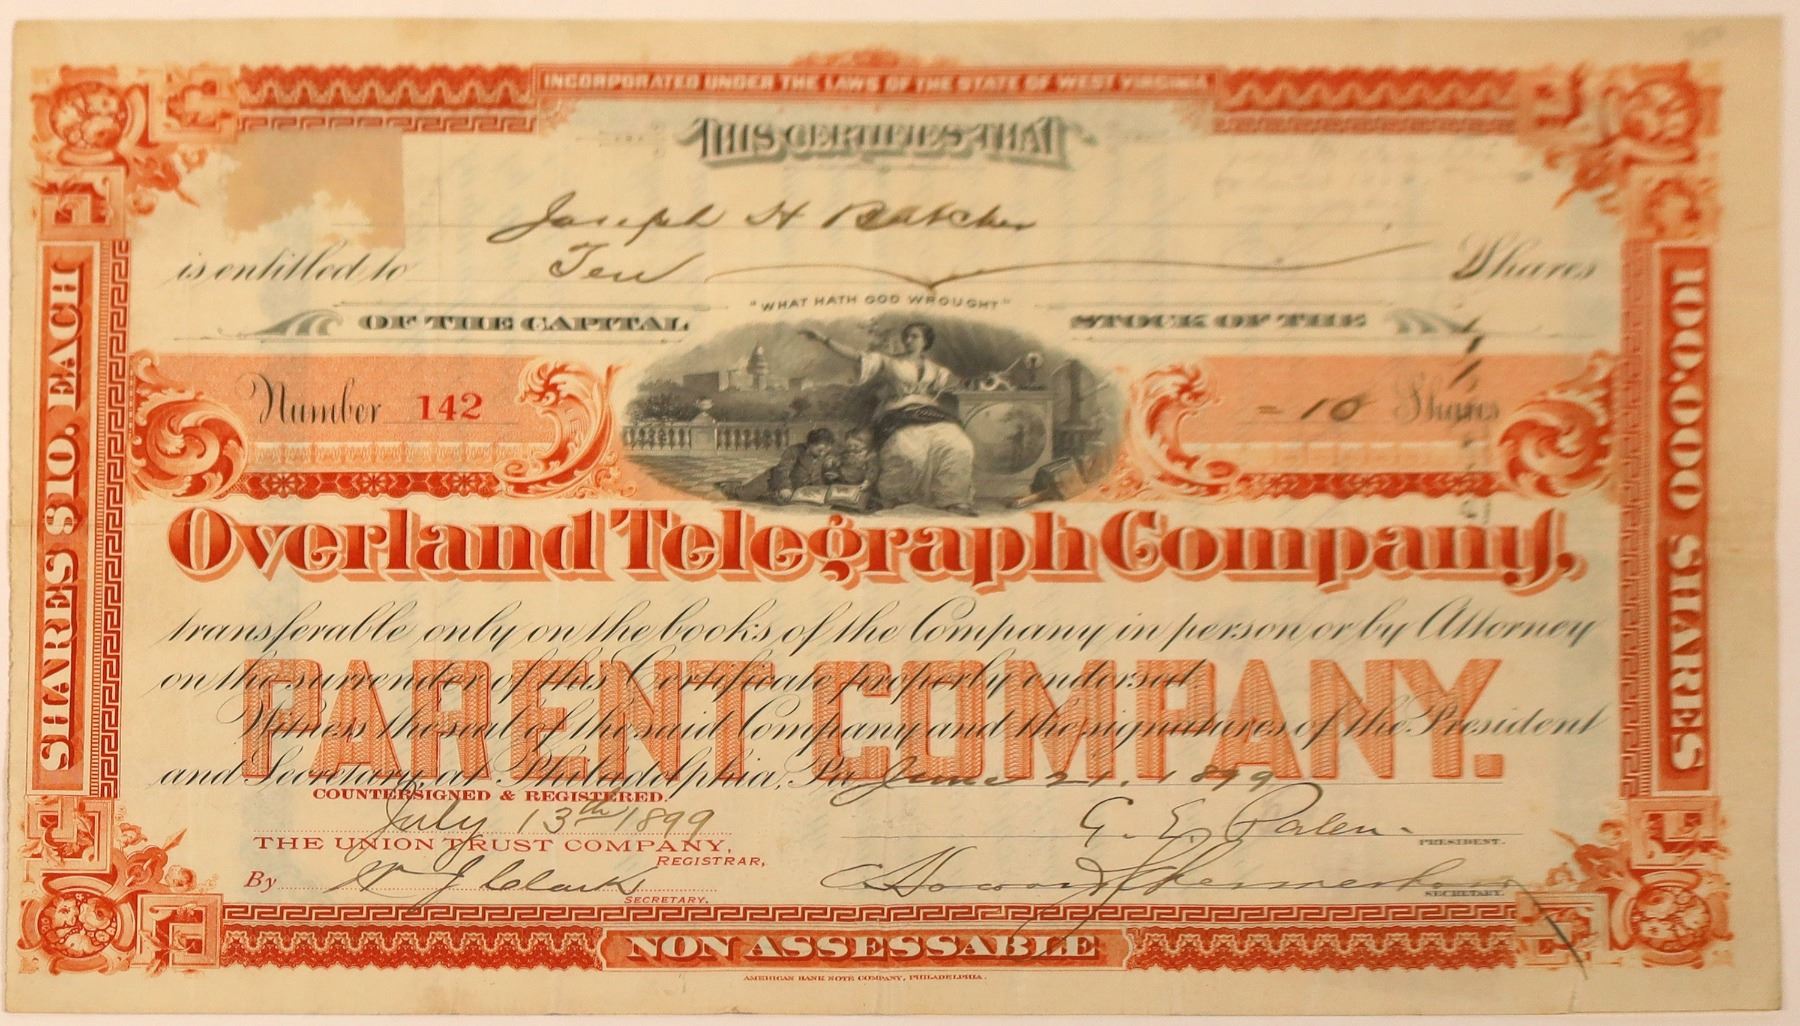 INCORPORATED UNDER THE LAWS OF THE STATE OF WEST VIRGINIA
THIS CERTIFIES THAT
Joseph H
is entitled to Ten Shares
"WHAT HATH GOD WROUGHT"
OF THE CAPITAL STOCK OF THE
Number 142
- 10 Shares
SHARES $10. EACH
100,000 SHARES
Overland Telegraph Company,
transferable only on the books of the Company in person or by Attorney
on the surrender of this Certificate properly endorsed.
PARENT COMPANY.
Witness the seal of the said Company and the signatures of the President
and Secretary, at Philadelphia, Pa June 21. 1899
COUNTERSIGNED & REGISTERED.
July 13th 1899
THE UNION TRUST COMPANY,
REGISTRAR,
By W J Clark
SECRETARY.
G. E. Palen.
PRESIDENT.
SECRETARY.
NON ASSESSABLE
AMERICAN BANK NOTE COMPANY, PHILADELPHIA.